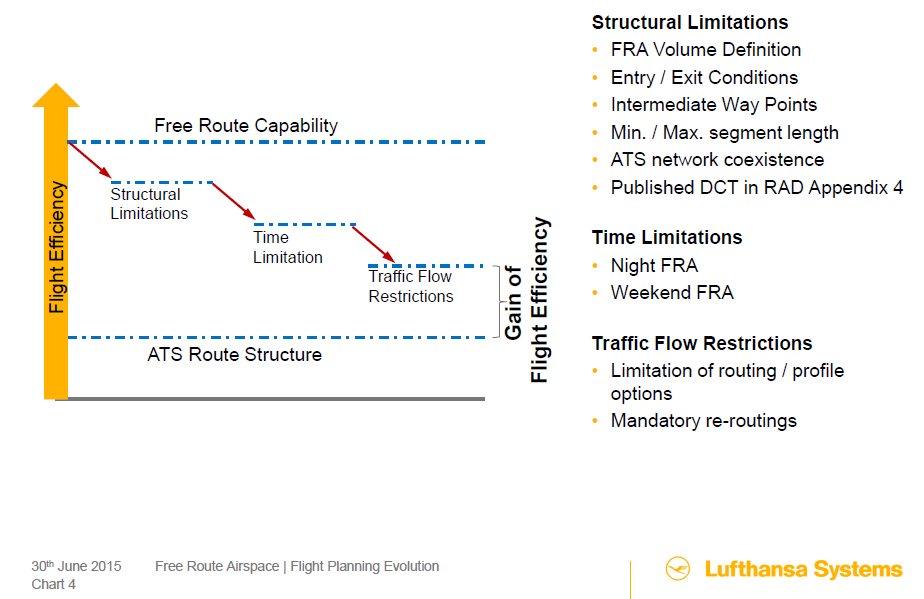 Free Route Capability
Structural
Limitations
Time
Limitation
Traffic Flow
Restrictions
ATS Route Structure
Flight Efficiency
Gain of
Flight Efficiency
Structural Limitations
• FRA Volume Definition
• Entry / Exit Conditions
• Intermediate Way Points
• Min. / Max. segment length
• ATS network coexistence
• Published DCT in RAD Appendix 4
Time Limitations
• Night FRA
• Weekend FRA
Traffic Flow Restrictions
• Limitation of routing / profile
options
• Mandatory re-routings
30th June 2015 Free Route Airspace | Flight Planning Evolution
Chart 4
Lufthansa Systems